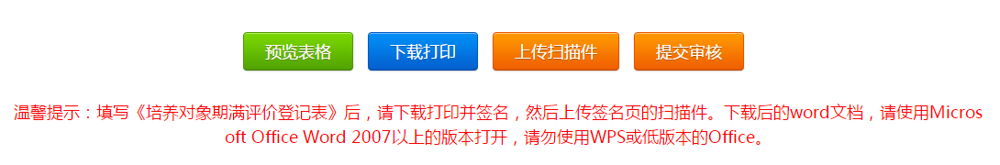 预览表格 下载打印 上传扫描件 提交审核
温馨提示：填写《培养对象期满评价登记表》后，请下载打印并签名，然后上传签名页的扫描件。下载后的word文档，请使用Micros
oft Office Word 2007以上的版本打开，请勿使用WPS或低版本的Office。